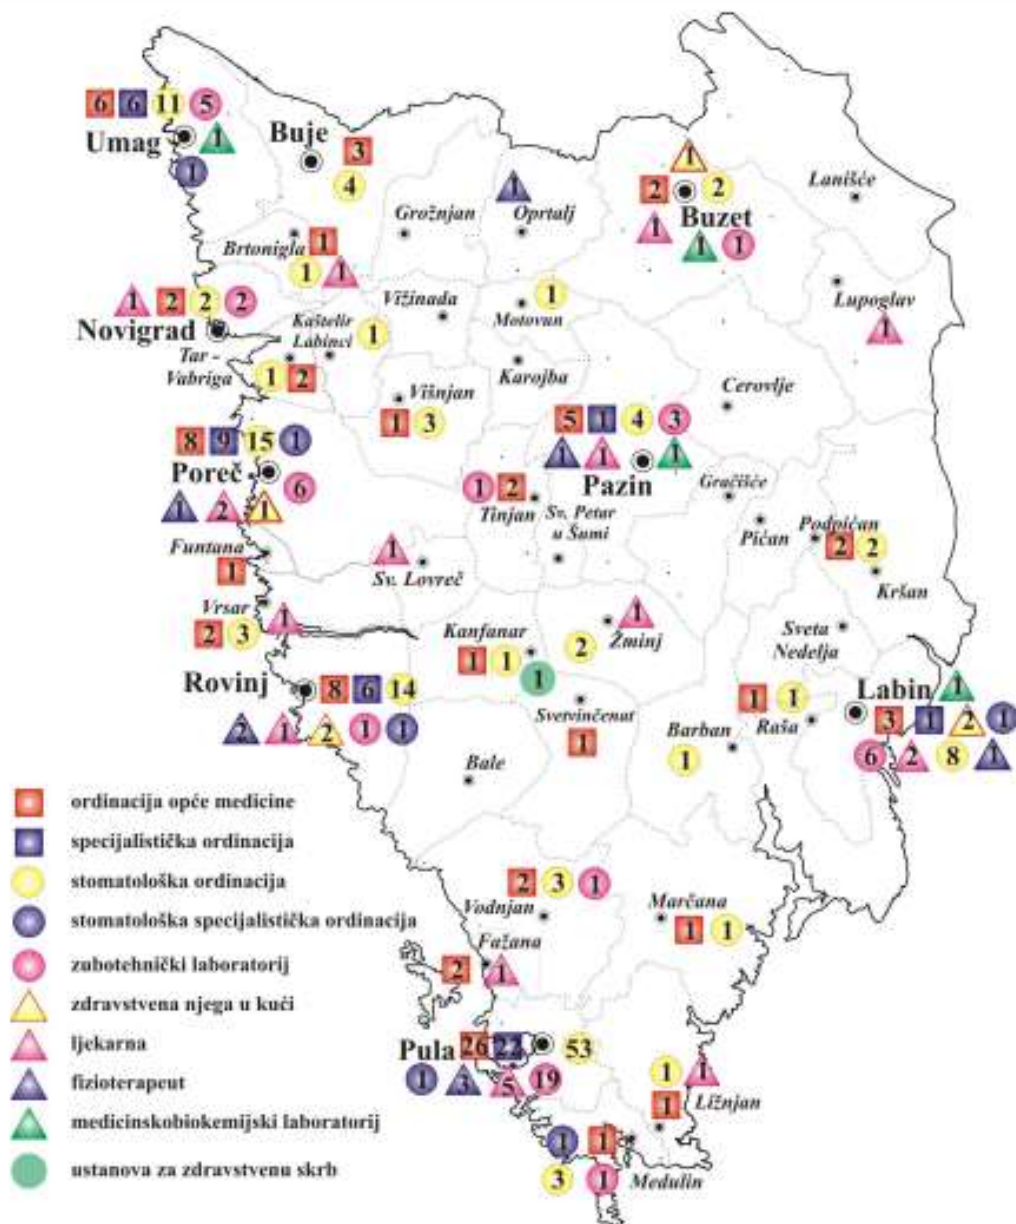 6 6 11 5
Umag 1
1
Buje 3
4
1
2 2
Buzet
1 1 1
Lanišće
1
Oprtalj
Grožnjan
Brtonigla 1
1 1
Lupoglav
1
1 2 2 2
Novigrad
Vižinada
1
Motovun
Kaštelir
Labinci
1
Tar -
Vabriga
1 2
Karojba
Višnjan
1 3
Cerovlje
5 1 4 3
1 1 1
Pazin
8 9 15 1
Poreč
6
1 2 1
1 2
Tinjan
Sv. Petar
u Šumi
Gračišće
Pićan
Podpićan
2 2
Kršan
Funtana
1
1
Sv. Lovreč
Vrsar
1
2 3
Kanfanar
1 1
1
2
1
Žminj
Sveta
Nedelja
Rovinj 8 6 14
2 1 2 1 1
Svetvinčenat
1
Barban
1
1 1
Raša
Labin 1
3 1 2 1
6 2 8 1
Bale
ordinacija opće medicine
specijalistička ordinacija
stomatološka ordinacija
stomatološka specijalistička ordinacija
zubotehnički laboratorij
zdravstvena njega u kući
ljekarna
fizioterapeut
medicinskobiokemijski laboratorij
ustanova za zdravstvenu skrb
2 3 1
Vodnjan
Marčana
1 1
Fažana
2
1
Pula 26 22 53
1 3 5 19
1 1
1
Ližnjan
1 1
3 1
Medulin